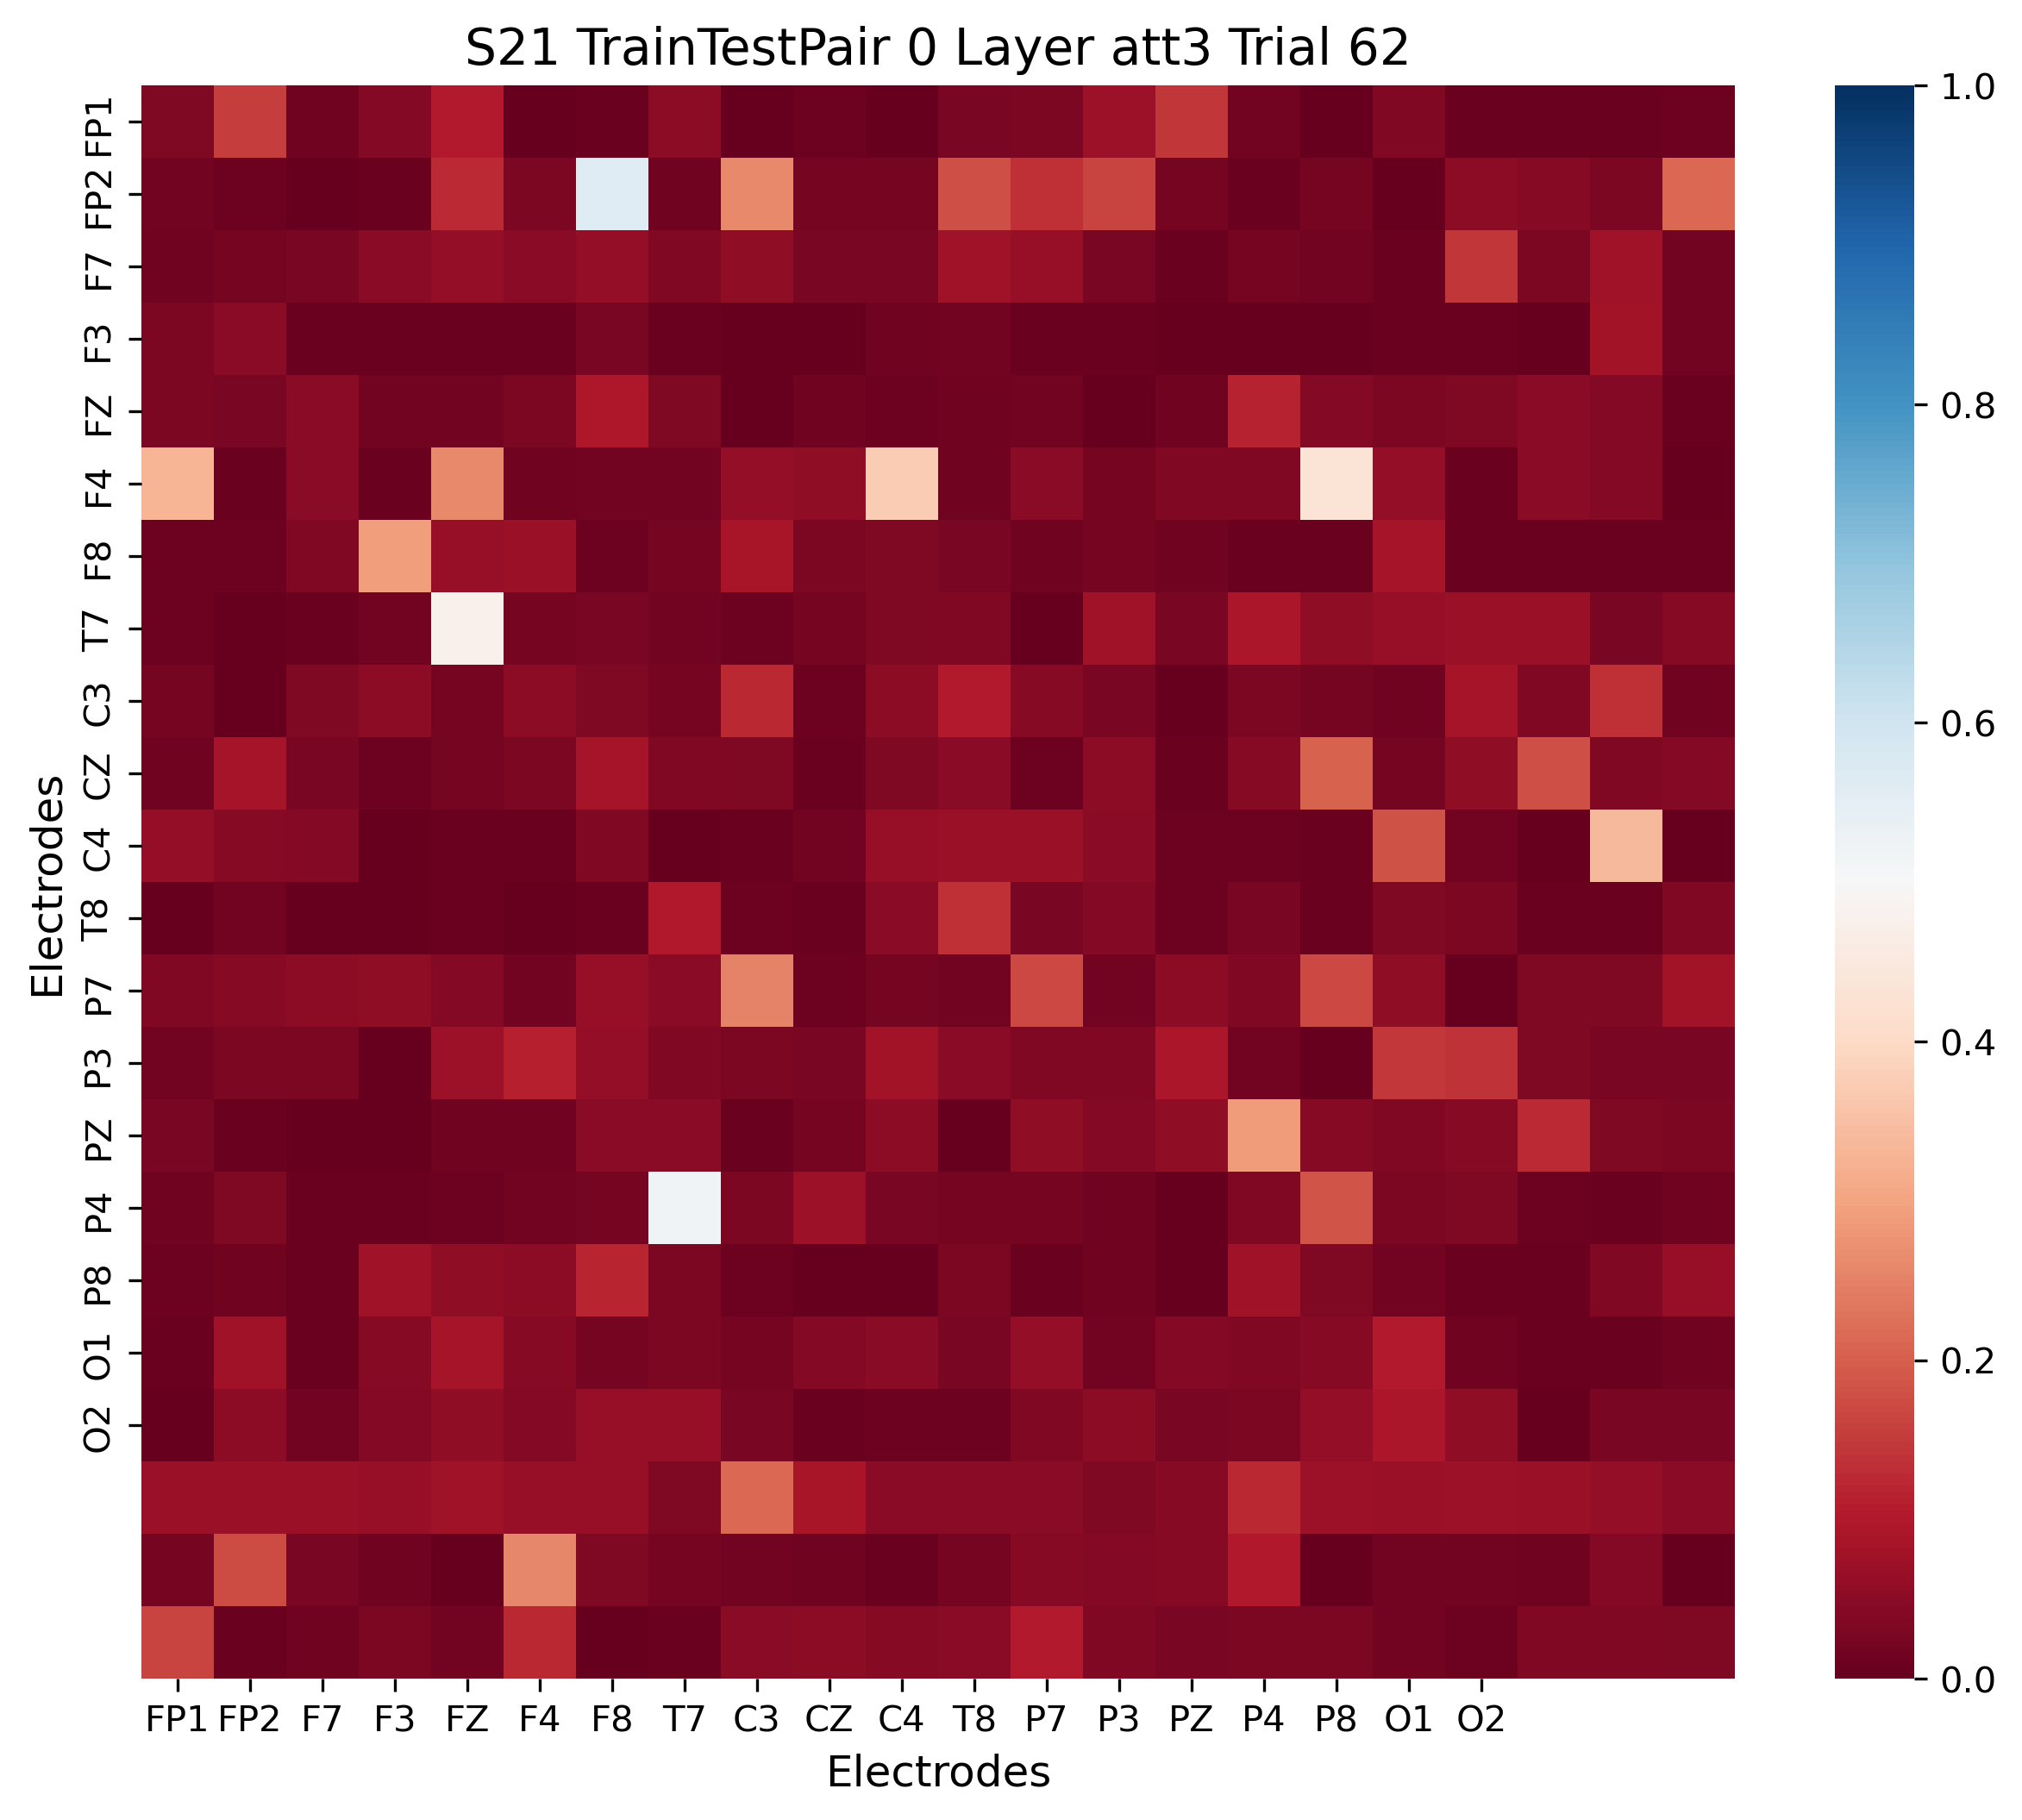 S21 TrainTestPair 0 Layer att3 Trial 62
Electrodes
FP1
FP2
F7
F3
FZ
F4
F8
T7
C3
CZ
C4
T8
P7
P3
PZ
P4
P8
O1
O2
FP1 FP2 F7 F3 FZ F4 F8 T7 C3 CZ C4 T8 P7 P3 PZ P4 P8 O1 O2
Electrodes
1.0
0.8
0.6
0.4
0.2
0.0